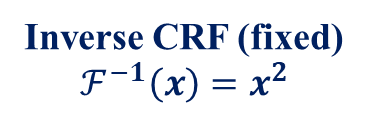 Inverse CRF (fixed)
ℱ⁻¹(x) = x²